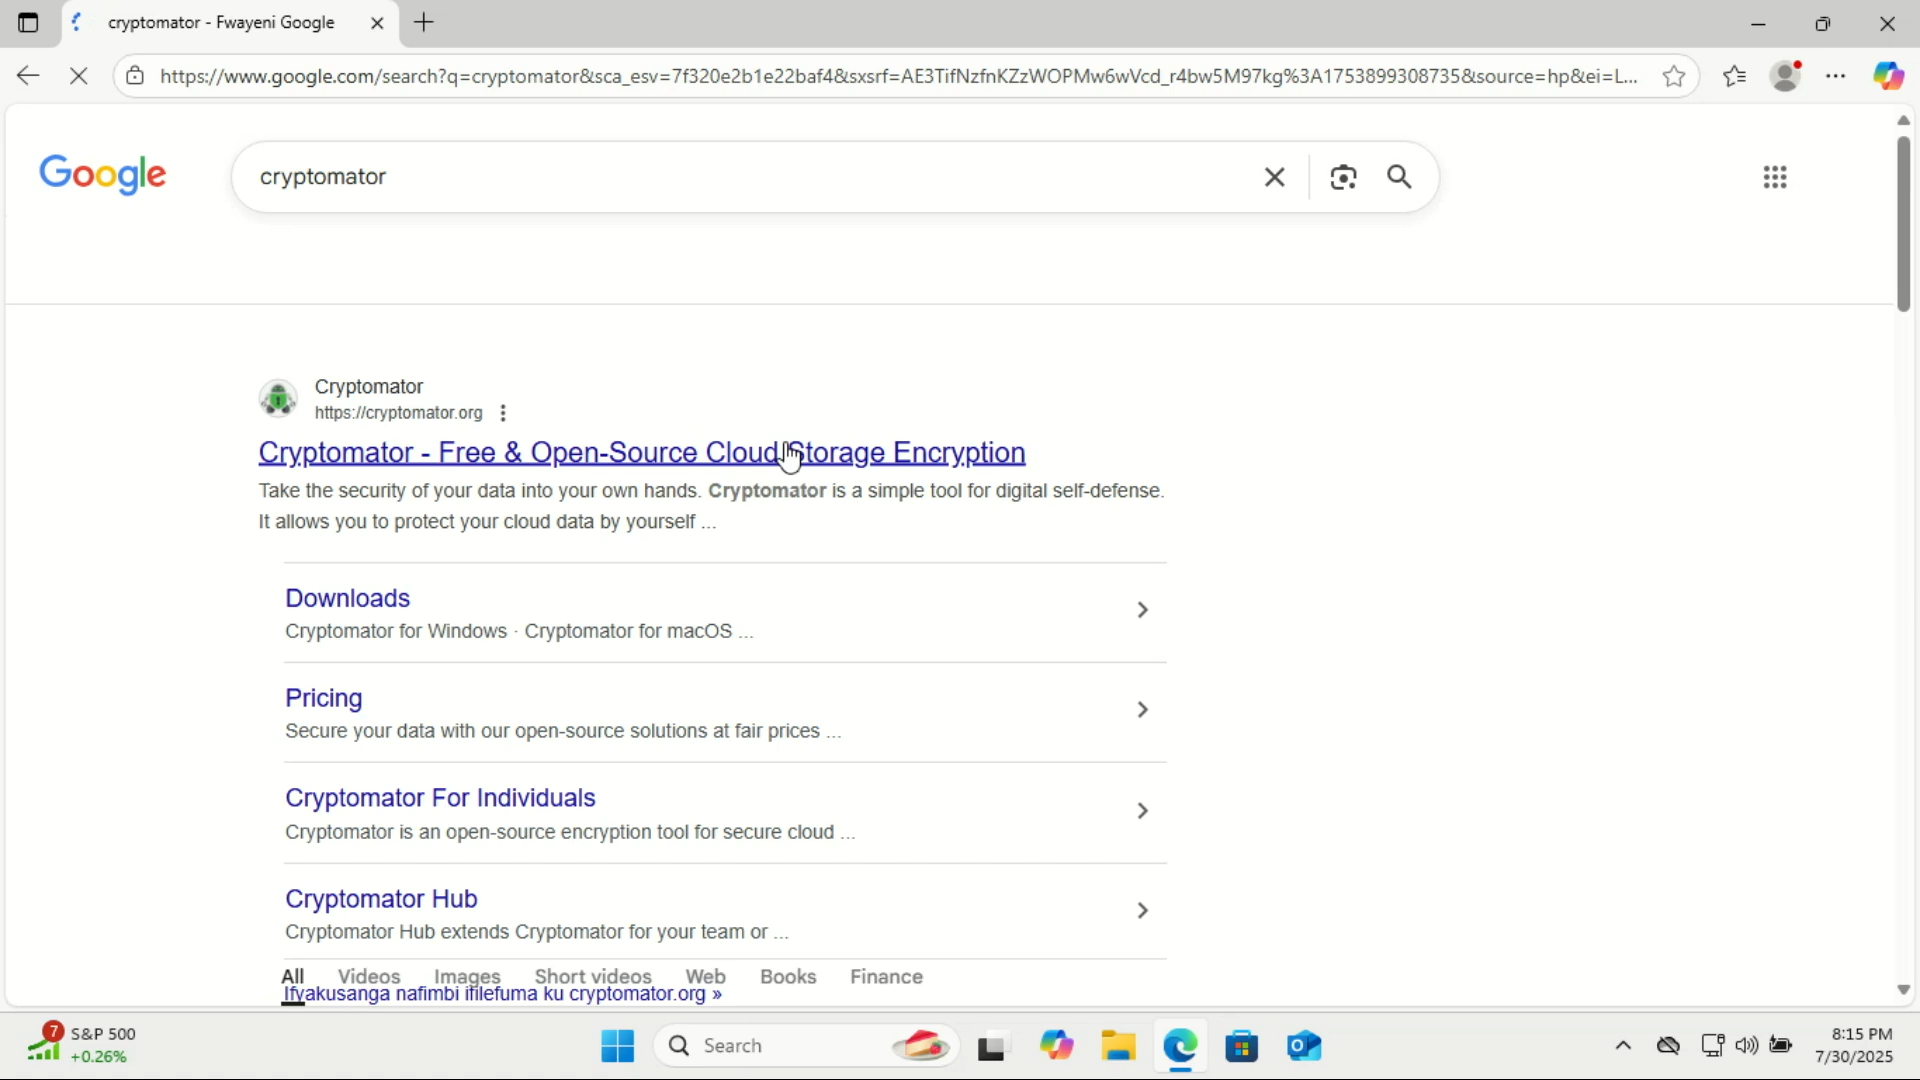 cryptomator - Fwayeni Google
https://www.google.com/search?q=cryptomator&sca_esv=7f320e2b1e22baf4&sxsrf=AE3TifNzfnKZzWOPMw6wVcd_r4bw5M97kg%3A1753899308735&source=hp&ei=L...
Google
cryptomator
Cryptomator
https://cryptomator.org
Cryptomator - Free & Open-Source Cloud Storage Encryption
Take the security of your data into your own hands. Cryptomator is a simple tool for digital self-defense.
It allows you to protect your cloud data by yourself ...
Downloads
Cryptomator for Windows · Cryptomator for macOS ...
Pricing
Secure your data with our open-source solutions at fair prices ...
Cryptomator For Individuals
Cryptomator is an open-source encryption tool for secure cloud ...
Cryptomator Hub
Cryptomator Hub extends Cryptomator for your team or ...
All Videos Images Short videos Web Books Finance
Ifyakusanga nafimbi ifilefuma ku cryptomator.org »
7 S&P 500
+0.26%
Search
8:15 PM
7/30/2025